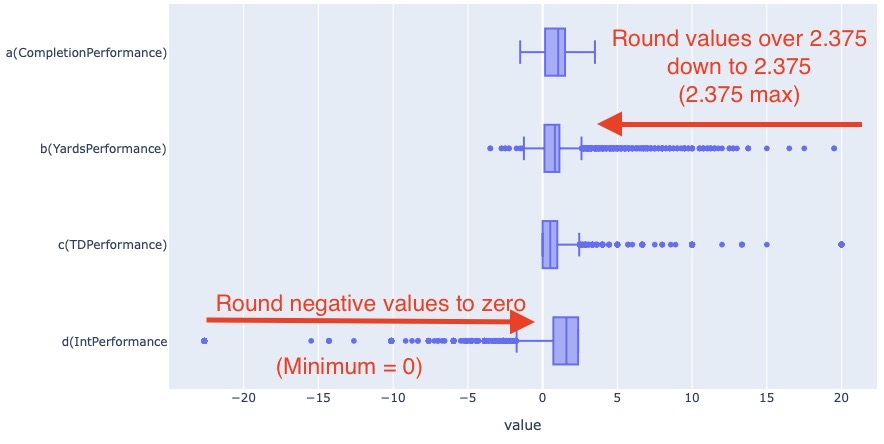 a(CompletionPerformance)
Round values over 2.375
down to 2.375
(2.375 max)
b(YardsPerformance)
c(TDPerformance)
Round negative values to zero
d(IntPerformance
(Minimum = 0)
−20 −15 −10 −5 0 5 10 15 20
value